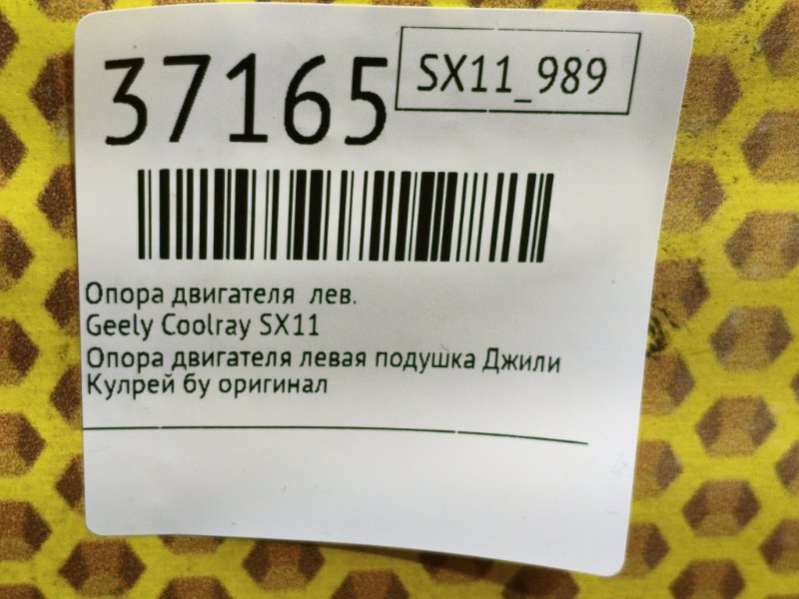 37165
SX11_989
Опора двигателя лев.
Geely Coolray SX11
Опора двигателя левая подушка Джили
Кулрей бу оригинал